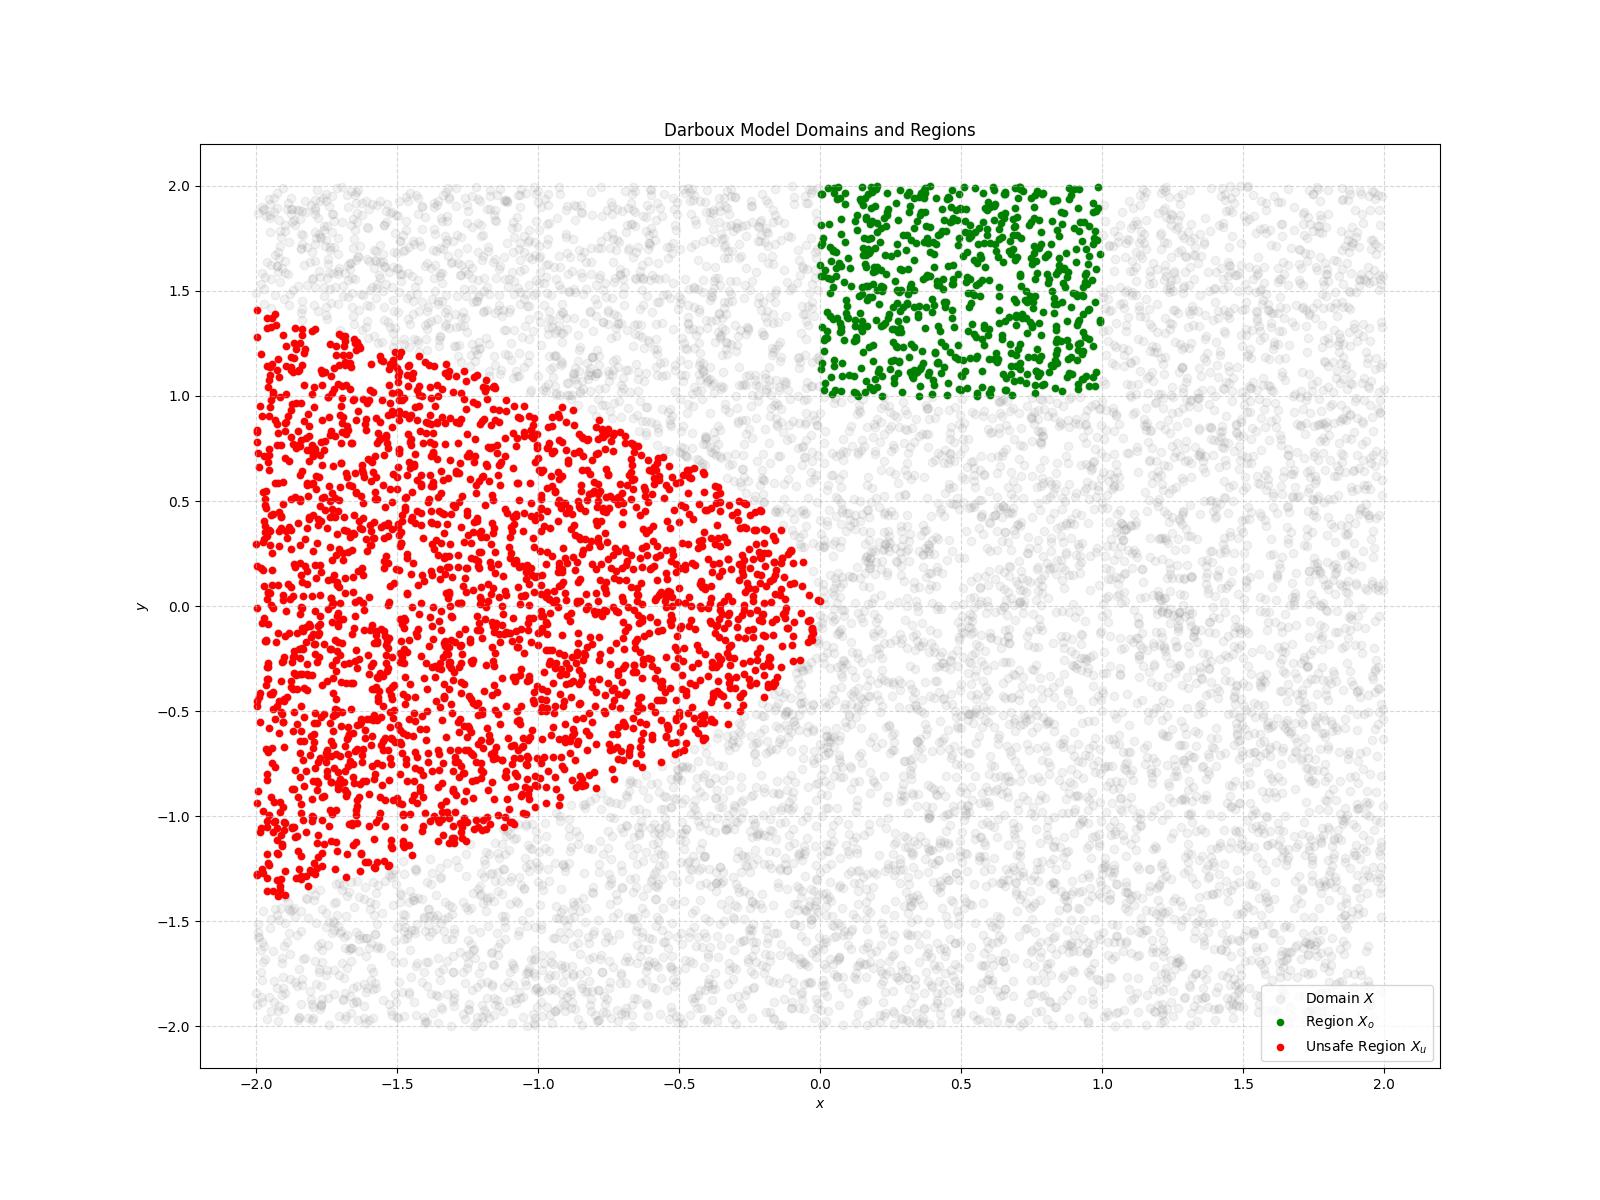 Darboux Model Domains and Regions
2.0
1.5
1.0
0.5
0.0
−0.5
−1.0
−1.5
−2.0
y
−2.0 −1.5 −1.0 −0.5 0.0 0.5 1.0 1.5 2.0
x
Domain X
Region Xₒ
Unsafe Region Xᵤ